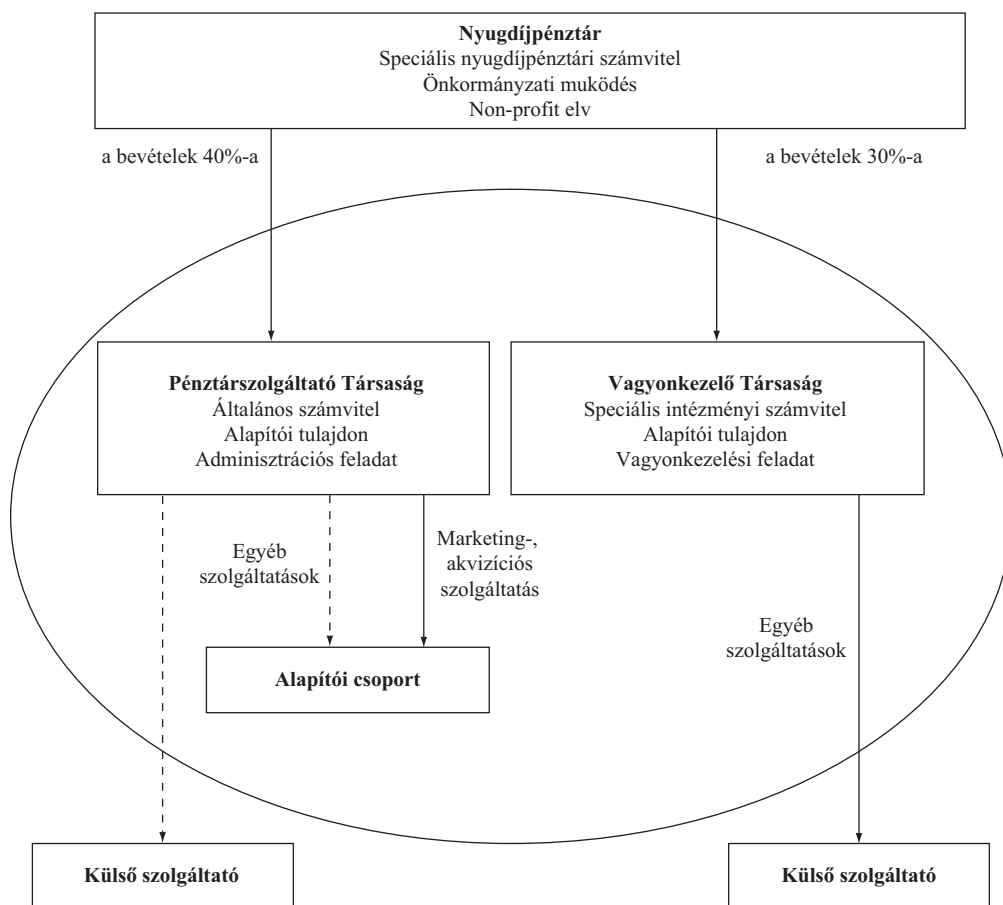 Nyugdíjpénztár
Speciális nyugdíjpénztári számvitel
Önkormányzati muködés
Non-profit elv
a bevételek 40%-a
a bevételek 30%-a
Pénztárszolgáltató Társaság
Általános számvitel
Alapítói tulajdon
Adminisztrációs feladat
Vagyonkezelő Társaság
Speciális intézményi számvitel
Alapítói tulajdon
Vagyonkezelési feladat
Egyéb
szolgáltatások
Marketing-,
akvizíciós
szolgáltatás
Egyéb
szolgáltatások
Alapítói csoport
Külső szolgáltató
Külső szolgáltató